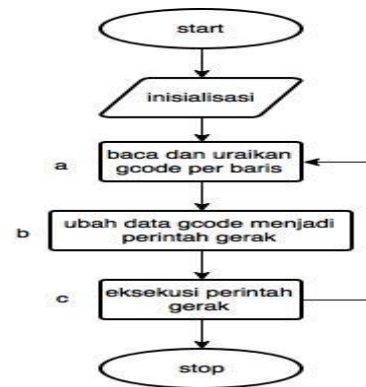 start
inisialisasi
a
baca dan uraikan
gcode per baris
b
ubah data gcode menjadi
perintah gerak
c
eksekusi perintah
gerak
stop